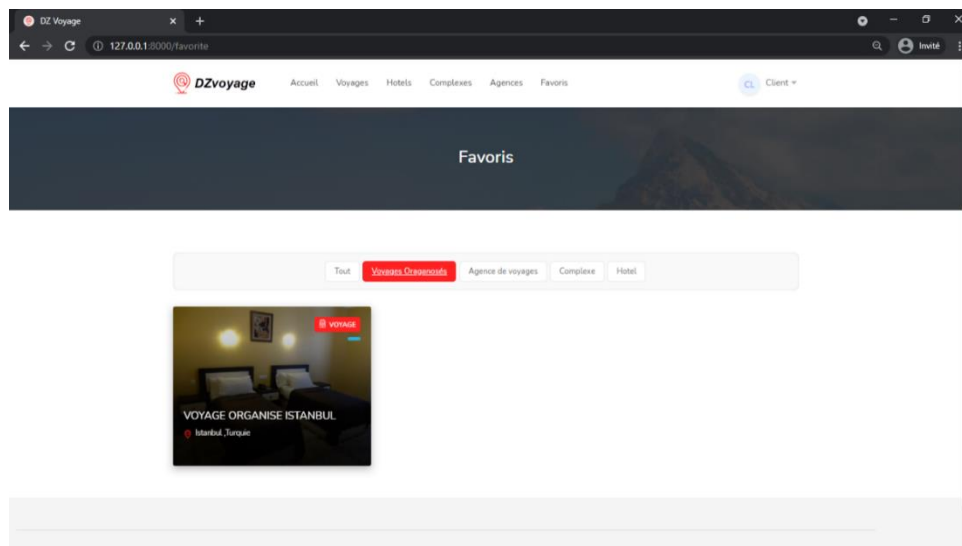 DZ Voyage
127.0.0.1:8000/favorite
Invité
DZvoyage Accueil Voyages Hotels Complexes Agences Favoris CL Client
Favoris
Tout Voyages Oraganosés Agence de voyages Complexe Hotel
VOYAGE
VOYAGE ORGANISE ISTANBUL
Istanbul ,Turquie